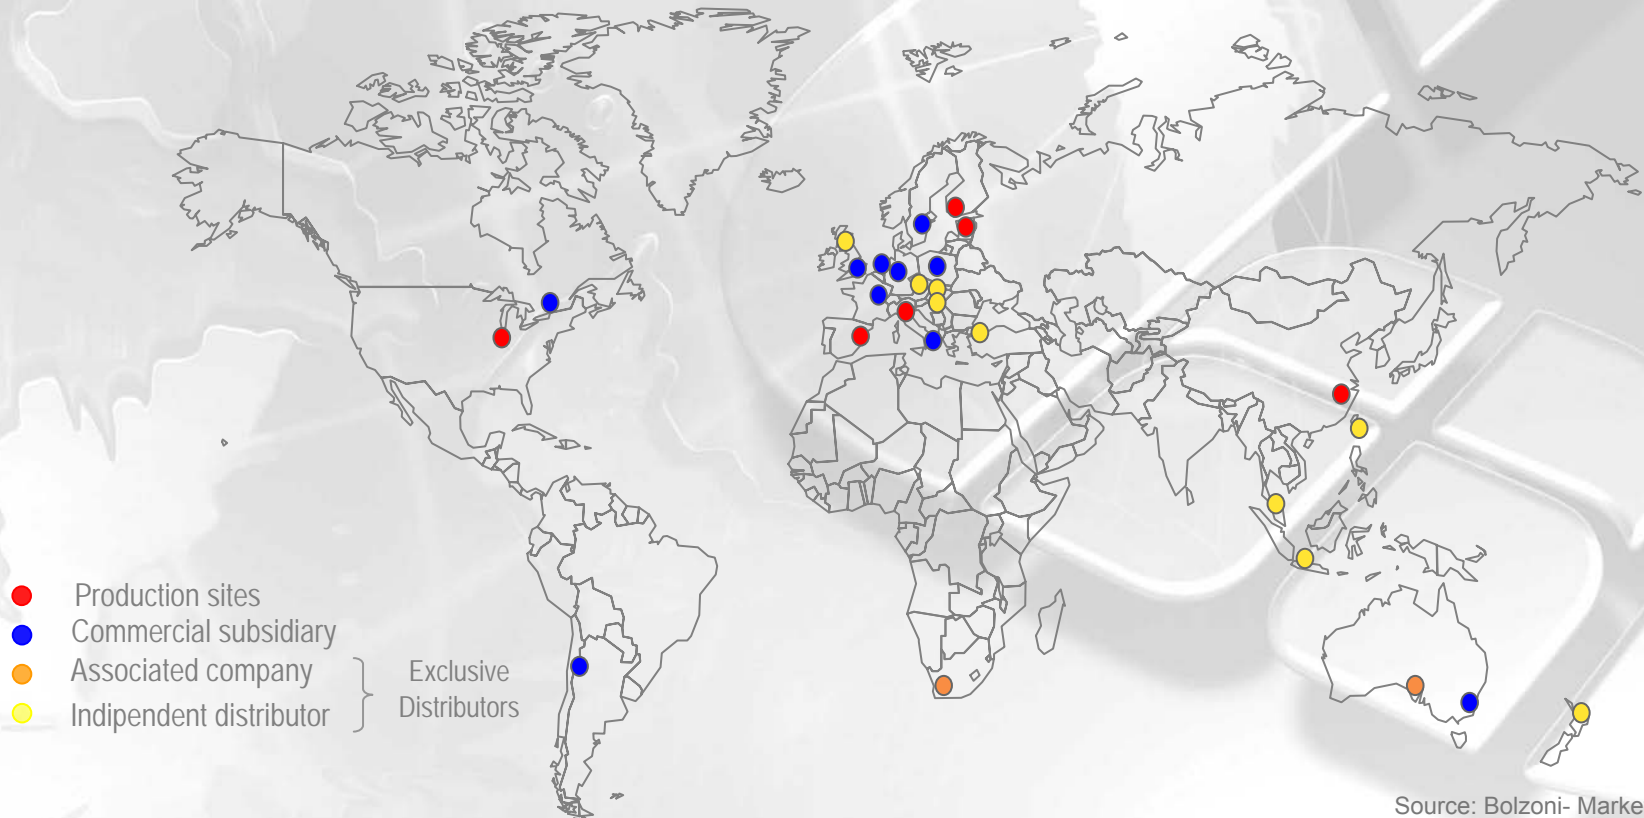 Production sites
Commercial subsidiary
Associated company
Indipendent distributor
Exclusive
Distributors
Source: Bolzoni- Marke